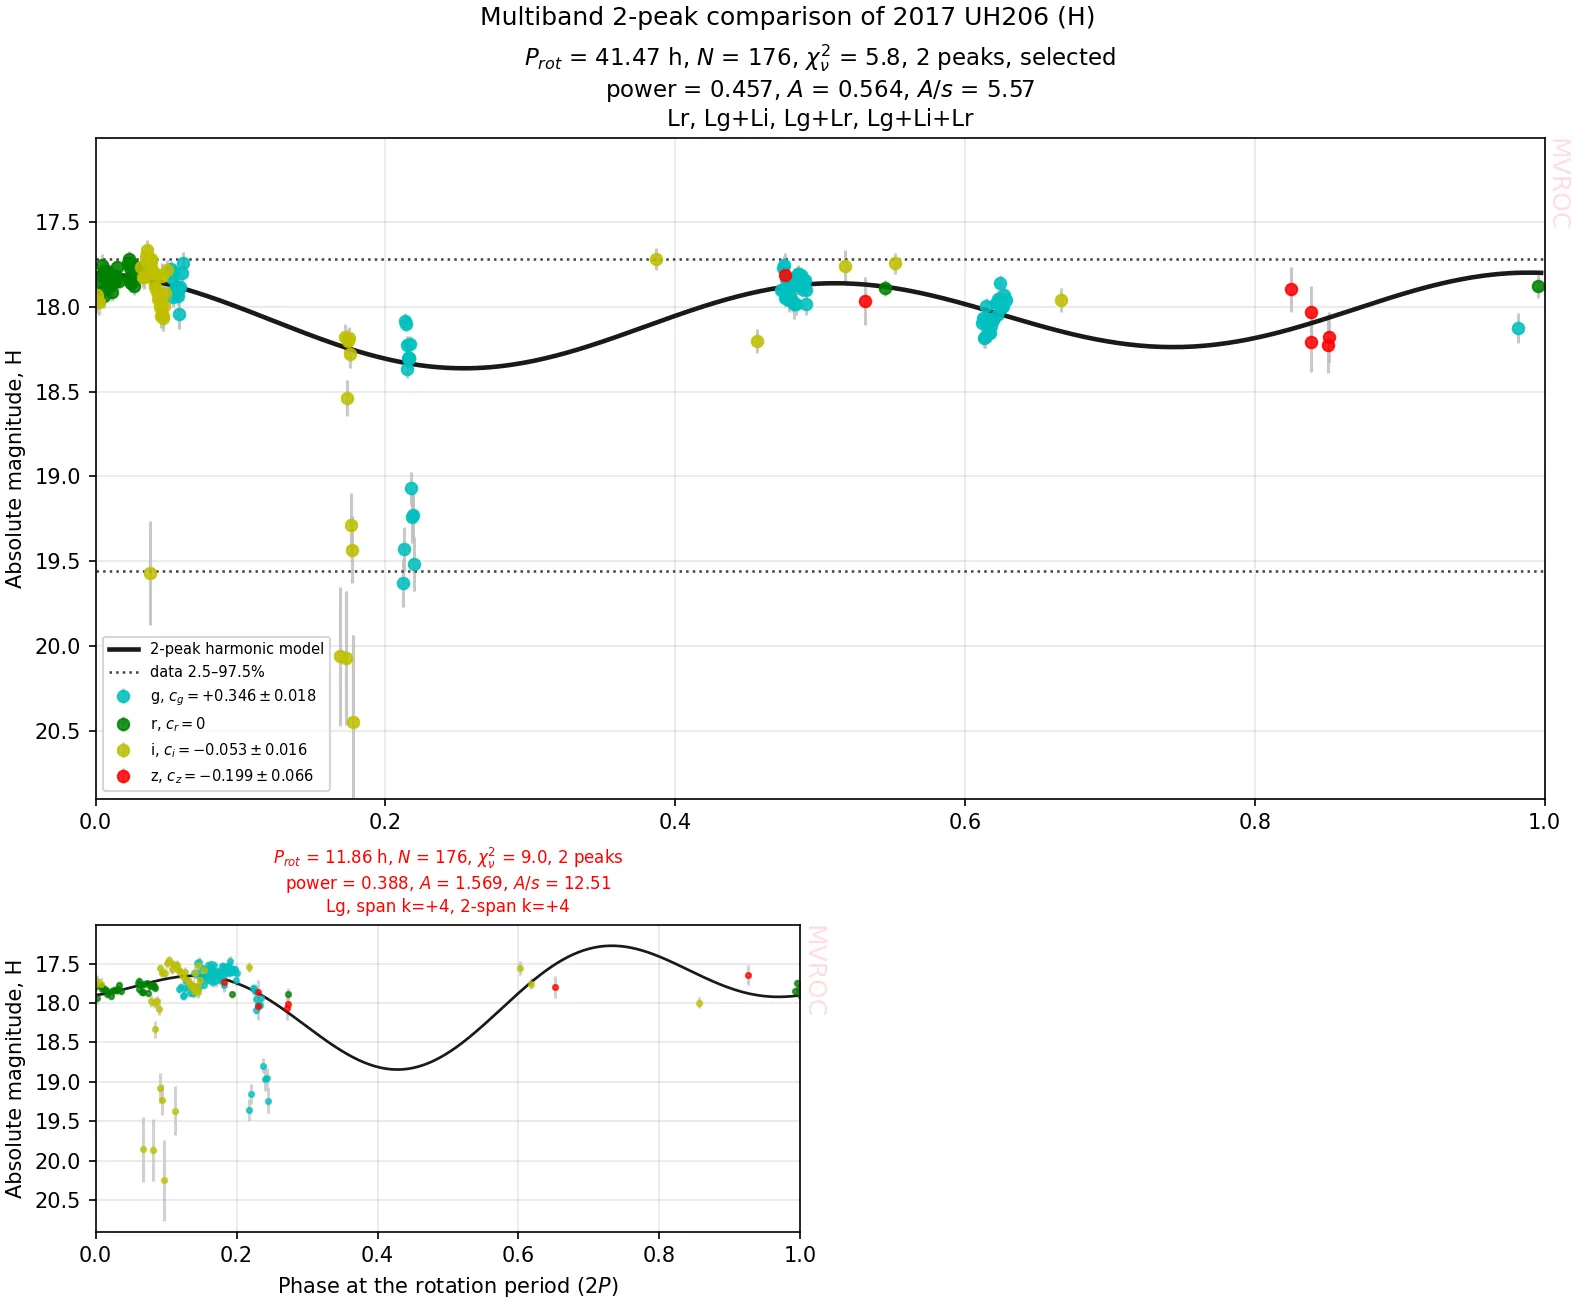 Multiband 2-peak comparison of 2017 UH206 (H)
P_rot = 41.47 h, N = 176, χ²_ν = 5.8, 2 peaks, selected
power = 0.457, A = 0.564, A/s = 5.57
Lr, Lg+Li, Lg+Lr, Lg+Li+Lr
MVROC
Absolute magnitude, H
17.5
18.0
18.5
19.0
19.5
20.0
20.5
2-peak harmonic model
data 2.5–97.5%
g, c_g = +0.346 ± 0.018
r, c_r = 0
i, c_i = −0.053 ± 0.016
z, c_z = −0.199 ± 0.066
0.0 0.2 0.4 0.6 0.8 1.0
P_rot = 11.86 h, N = 176, χ²_ν = 9.0, 2 peaks
power = 0.388, A = 1.569, A/s = 12.51
Lg, span k=+4, 2-span k=+4
MVROC
Absolute magnitude, H
17.5
18.0
18.5
19.0
19.5
20.0
20.5
0.0 0.2 0.4 0.6 0.8 1.0
Phase at the rotation period (2P)